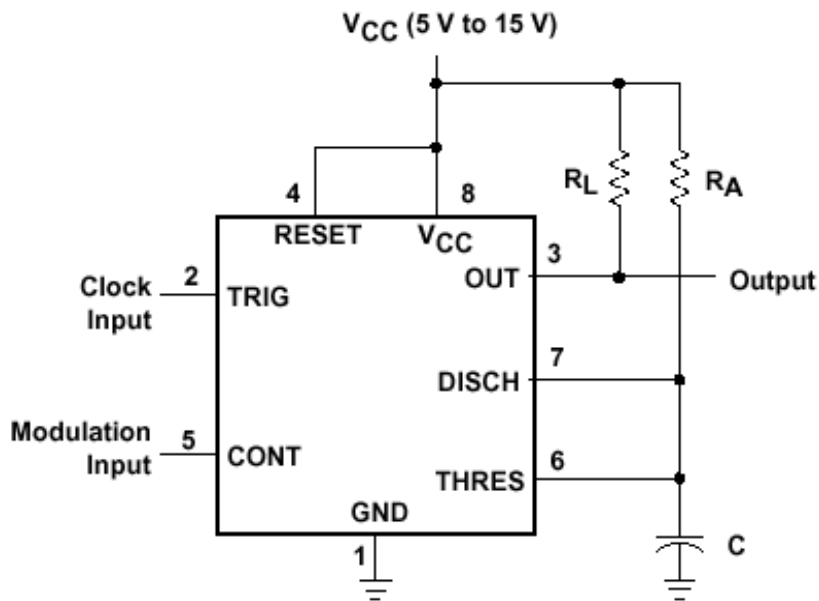 VCC (5 V to 15 V)
RL
RA
4
8
RESET
VCC
3
2
OUT
Output
Clock
Input
TRIG
7
DISCH
Modulation
Input
5
CONT
6
THRES
GND
1
C